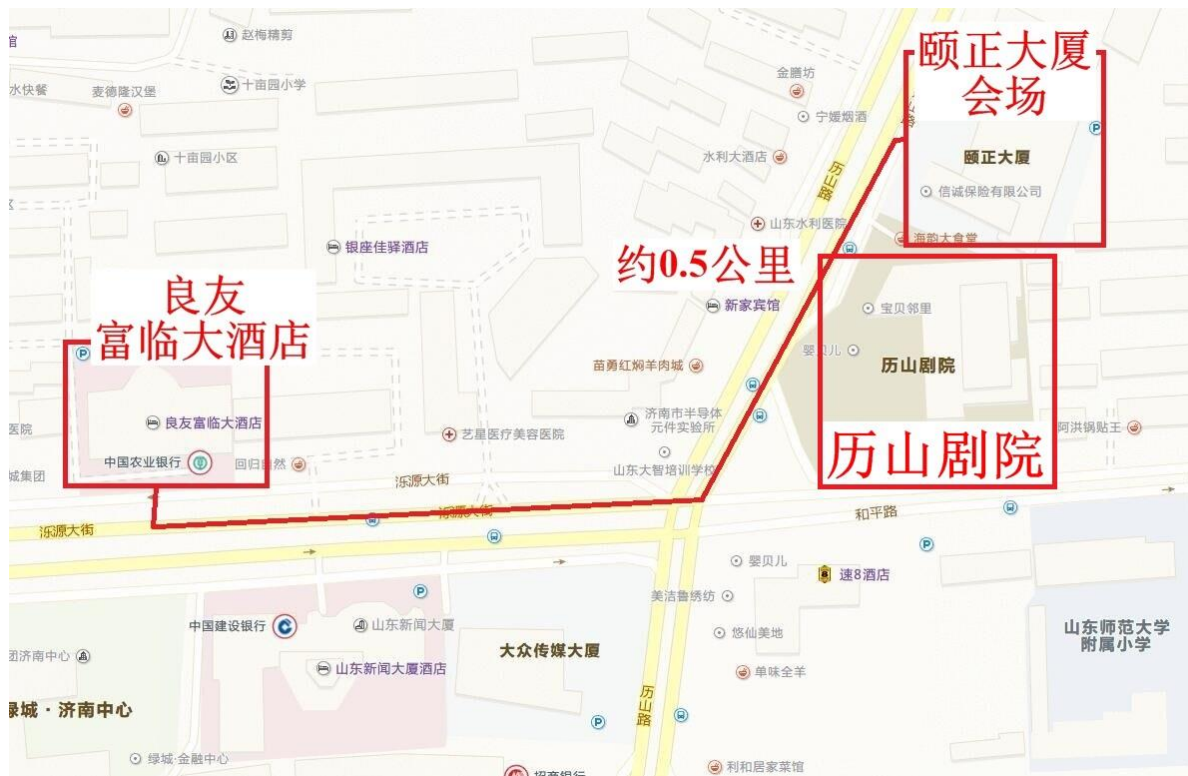 馆
赵梅精剪
水快餐
麦德隆汉堡
十亩园小学
十亩园小区
金膳坊
宁媛烟酒
水利大酒店
历山路
颐正大厦
会场
颐正大厦
信诚保险有限公司
山东水利医院
海韵大食堂
银座佳驿酒店
约0.5公里
新家宾馆
宝贝邻里
婴贝儿
历山剧院
历山剧院
良友
富临大酒店
良友富临大酒店
中国农业银行
回归自然
医院
城集团
苗勇红焖羊肉城
济南市半导体
元件实验所
艺星医疗美容医院
山东大智培训学校
阿洪锅贴王
泺源大街
泺源大街
泺源大街
和平路
婴贝儿
速8酒店
美洁鲁绣纺
悠仙美地
单味全羊
中国建设银行
山东新闻大厦
山东新闻大厦酒店
大众传媒大厦
团济南中心
绿城·济南中心
绿城·金融中心
历山路
山东师范大学
附属小学
招商银行
利和居家菜馆
P
P
P
P
P